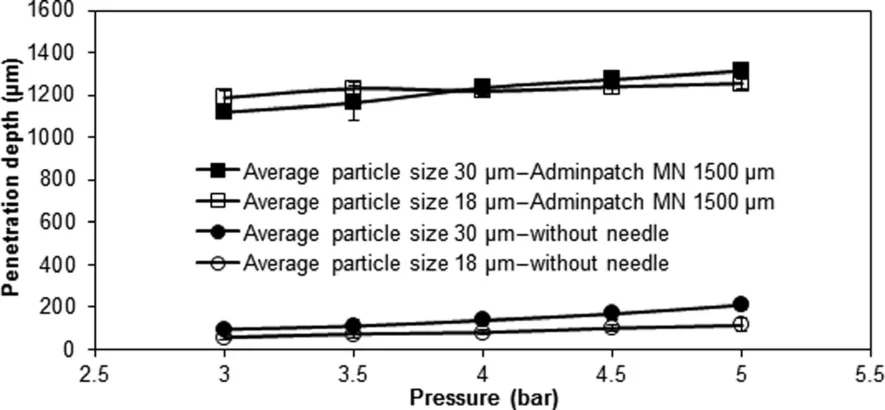 1600
1400
1200
1000
800
600
400
200
0
Penetration depth (µm)
Average particle size 30 µm–Adminpatch MN 1500 µm
Average particle size 18 µm–Adminpatch MN 1500 µm
Average particle size 30 µm–without needle
Average particle size 18 µm–without needle
2.5 3 3.5 4 4.5 5 5.5
Pressure (bar)